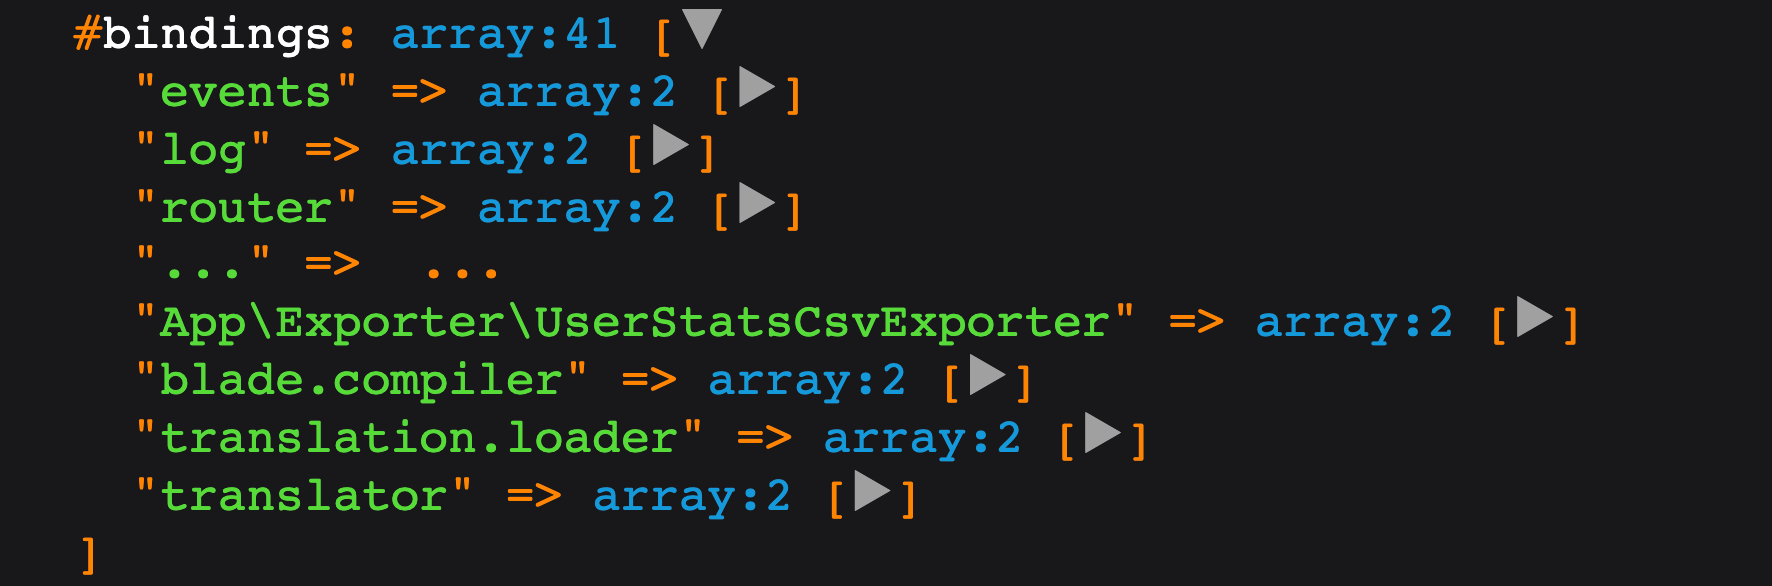 #bindings: array:41 [▼
"events" => array:2 [▶]
"log" => array:2 [▶]
"router" => array:2 [▶]
"..." => ...
"App\Exporter\UserStatsCsvExporter" => array:2 [▶]
"blade.compiler" => array:2 [▶]
"translation.loader" => array:2 [▶]
"translator" => array:2 [▶]
]